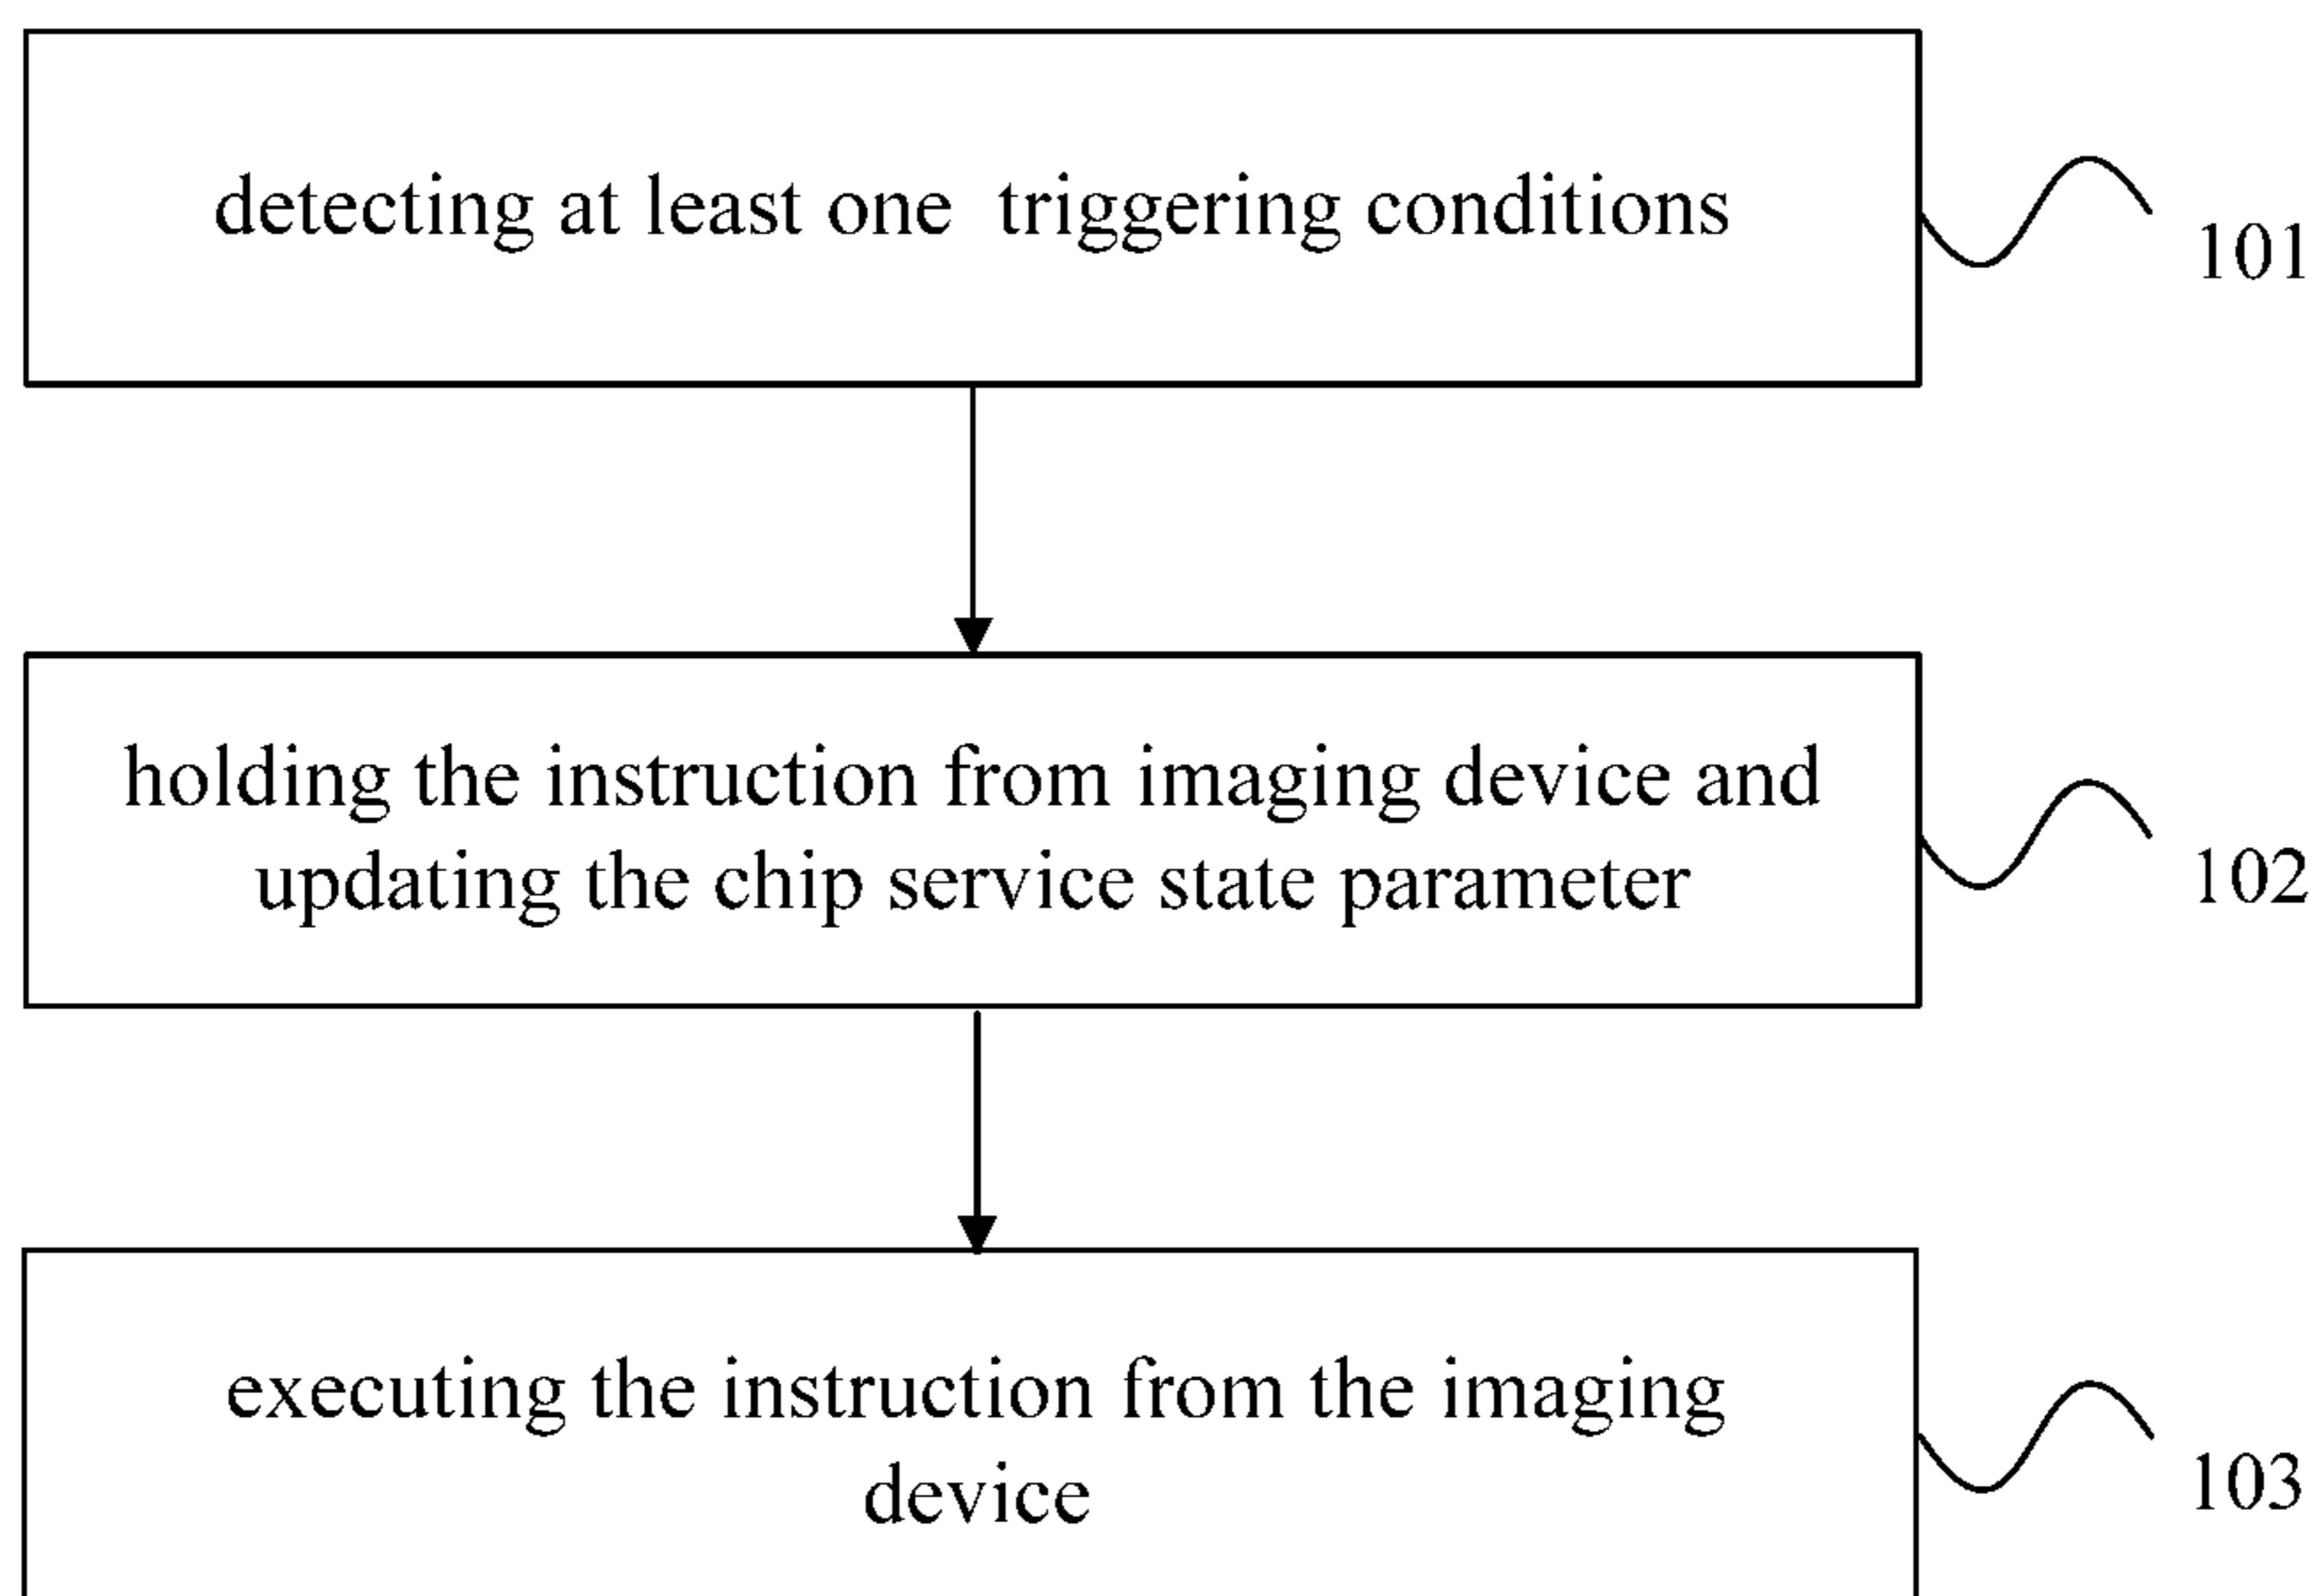 detecting at least one triggering conditions
101
holding the instruction from imaging device and
updating the chip service state parameter
102
executing the instruction from the imaging
device
103